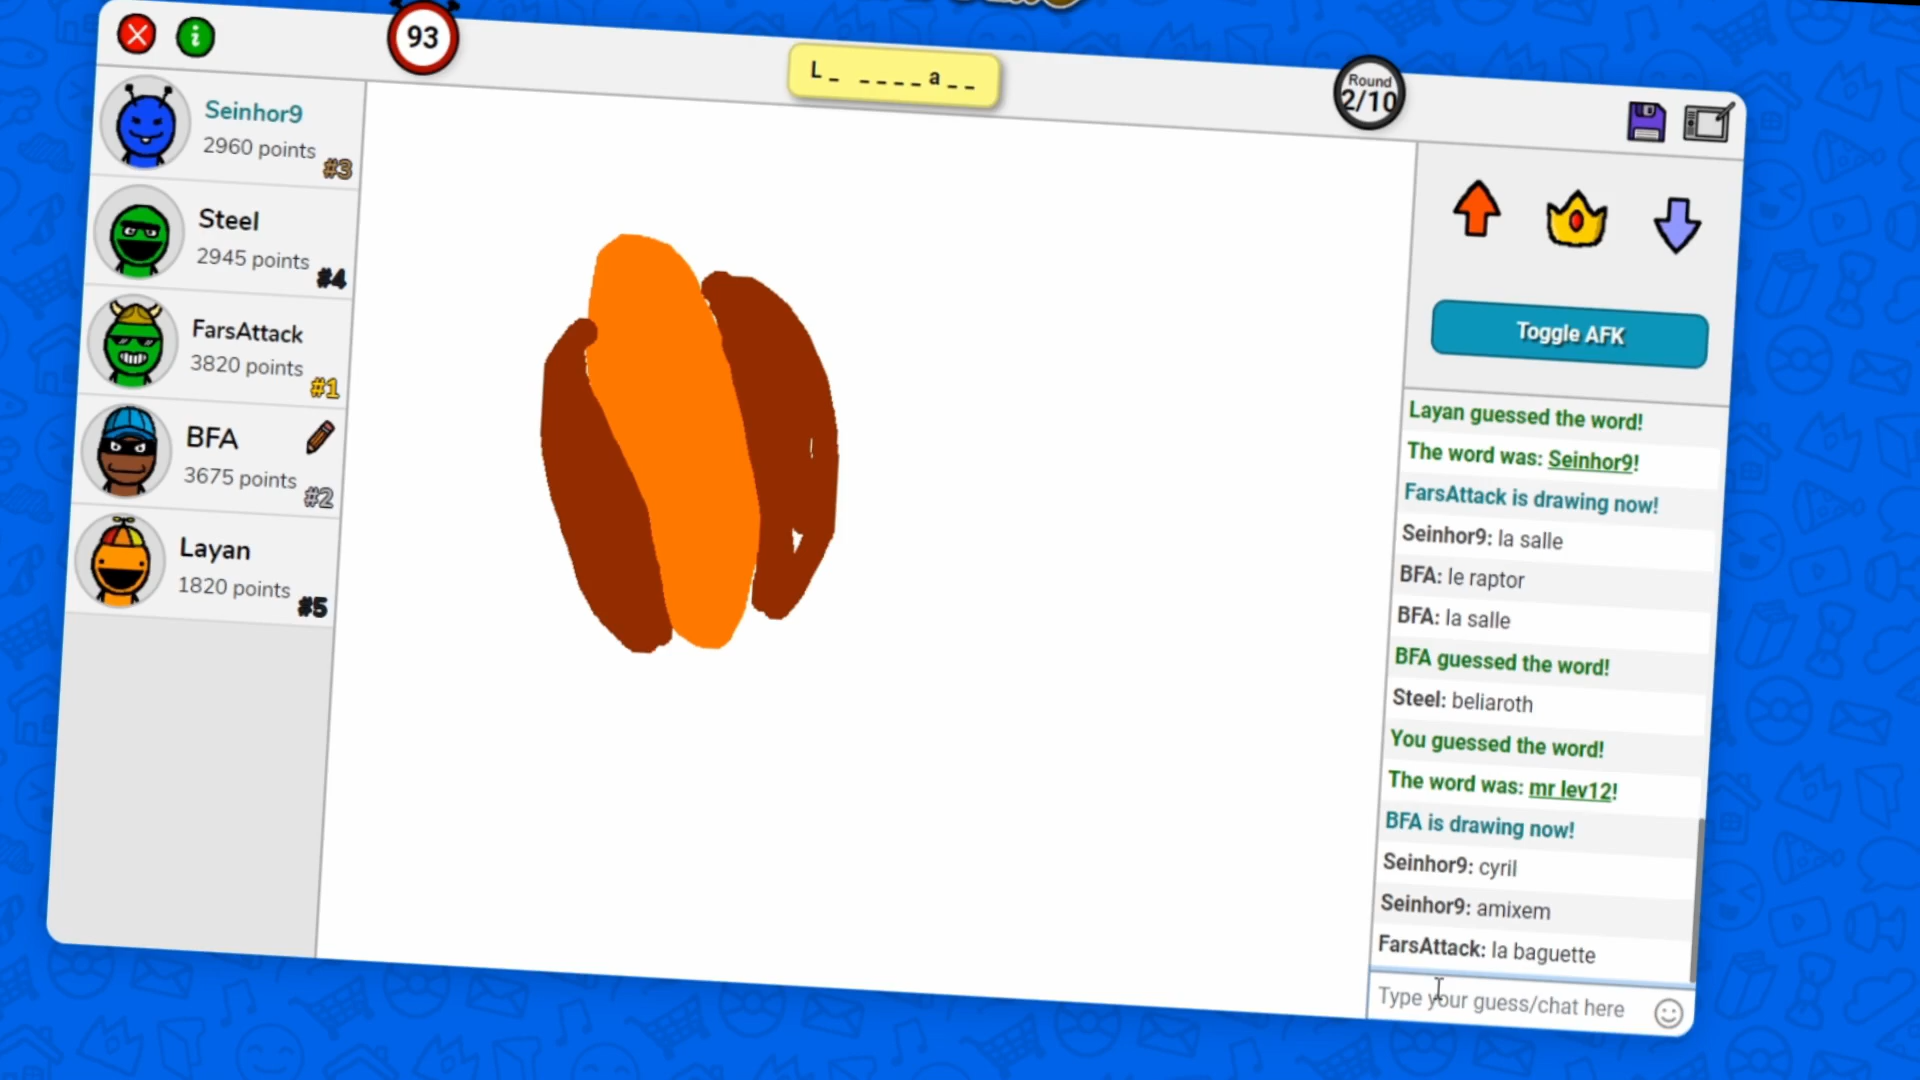 93
L_ ____a__
Round
2/10
Seinhor9
2960 points
#3
Steel
2945 points
#4
FarsAttack
3820 points
#1
BFA
3675 points
#2
Layan
1820 points
#5
Toggle AFK
Layan guessed the word!
The word was: Seinhor9!
FarsAttack is drawing now!
Seinhor9: la salle
BFA: le raptor
BFA: la salle
BFA guessed the word!
Steel: beliaroth
You guessed the word!
The word was: mr lev12!
BFA is drawing now!
Seinhor9: cyril
Seinhor9: amixem
FarsAttack: la baguette
Type your guess/chat here